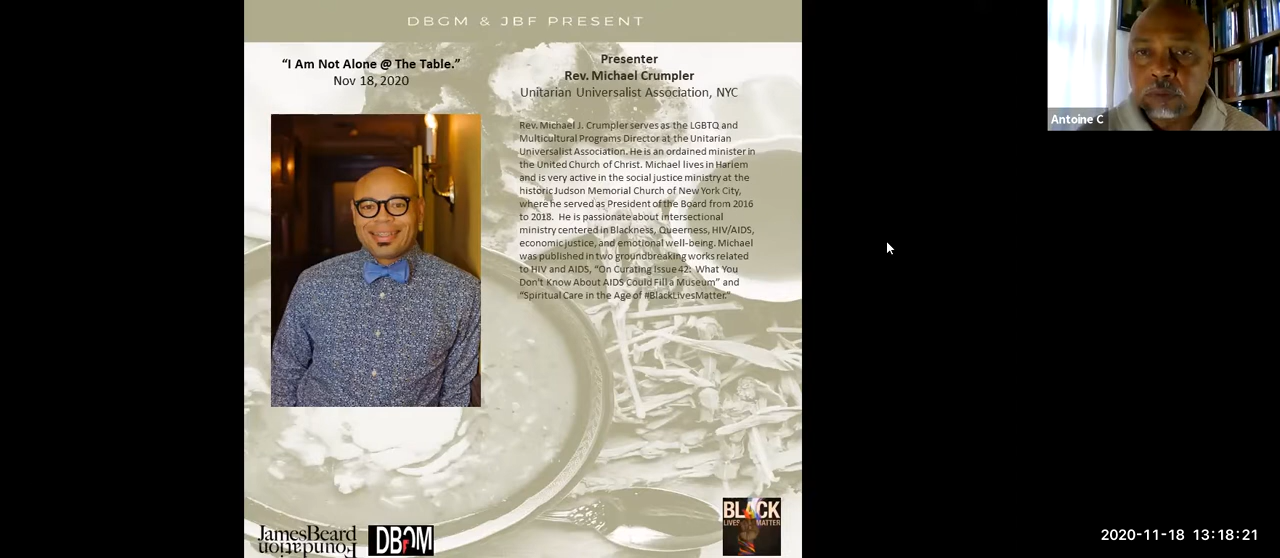 DBGM & JBF PRESENT
“I Am Not Alone @ The Table.”
Nov 18, 2020
Presenter
Rev. Michael Crumpler
Unitarian Universalist Association, NYC
Rev. Michael J. Crumpler serves as the LGBTQ and
Multicultural Programs Director at the Unitarian
Universalist Association. He is an ordained minister in
the United Church of Christ. Michael lives in Harlem
and is very active in the social justice ministry at the
historic Judson Memorial Church of New York City,
where he served as President of the Board from 2016
to 2018. He is passionate about intersectional
ministry centered in Blackness, Queerness, HIV/AIDS,
economic justice, and emotional well-being. Michael
was published in two groundbreaking works related
to HIV and AIDS, “On Curating Issue 42: What You
Don't Know About AIDS Could Fill a Museum” and
“Spiritual Care in the Age of #BlackLivesMatter.”
Antoine C
JamesBeard
Foundation
DBGM
BLACK
LIVES MATTER
2020-11-18 13:18:21